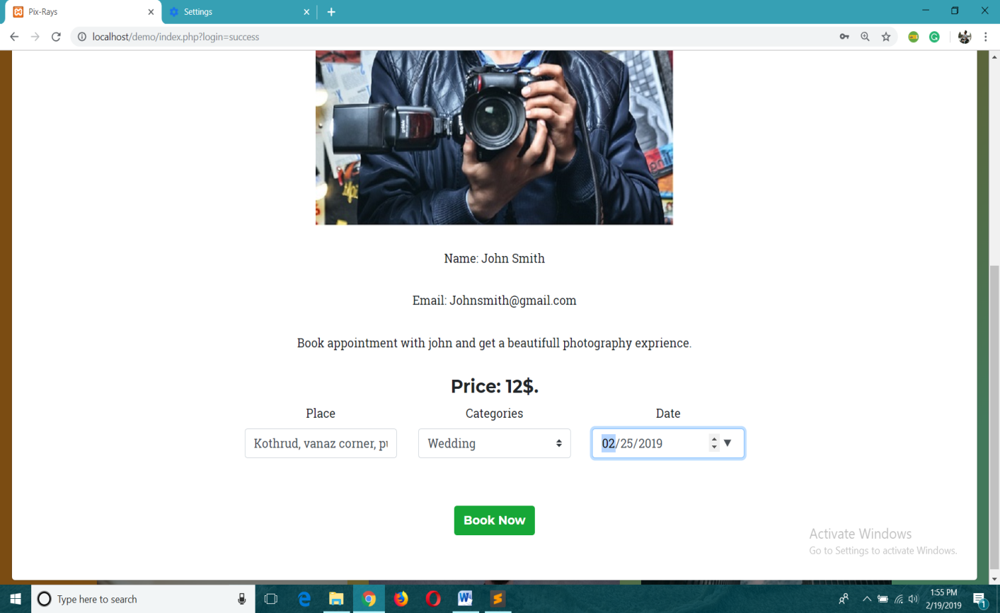 Pix-Rays
Settings
localhost/demo/index.php?login=success
Name: John Smith
Email: Johnsmith@gmail.com
Book appointment with john and get a beautifull photography exprience.
Price: 12$.
Place
Categories
Date
Kothrud, vanaz corner, pu
Wedding
02/25/2019
Book Now
Activate Windows
Go to Settings to activate Windows.
Type here to search
1:55 PM
2/19/2019
1